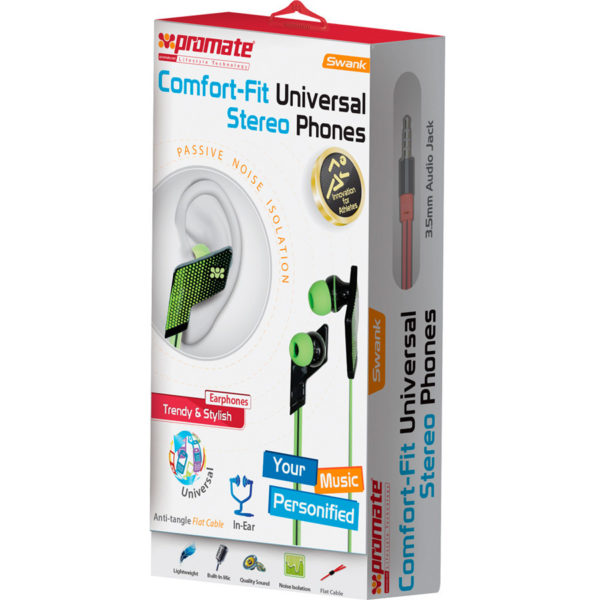 promate
Lifestyle Technology
Swank
Comfort-Fit Universal
Stereo Phones
PASSIVE NOISE ISOLATION
Innovation
for
Athletes
Earphones
Trendy & Stylish
Universal
In-Ear
Anti-tangle Flat Cable
Your
Music
Personified
Lightweight
Built-In-Mic
Quality Sound
Noise Isolation
Flat Cable
3.5mm Audio Jack
Swank
Comfort-Fit Universal
Stereo Phones
promate
Lifestyle Technology